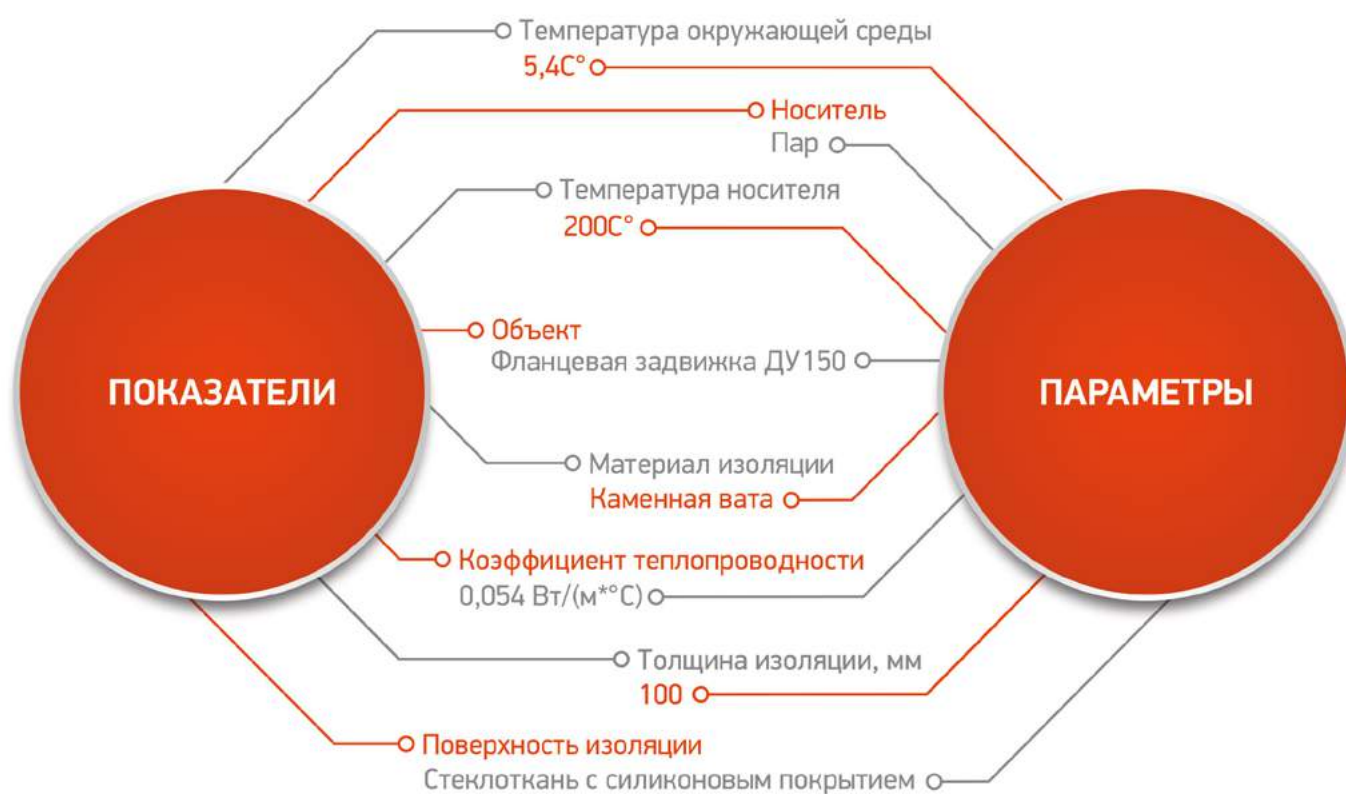 Температура окружающей среды
5,4С°
Носитель
Пар
Температура носителя
200С°
Объект
Фланцевая задвижка ДУ150
ПОКАЗАТЕЛИ
ПАРАМЕТРЫ
Материал изоляции
Каменная вата
Коэффициент теплопроводности
0,054 Вт/(м*°С)
Толщина изоляции, мм
100
Поверхность изоляции
Стеклоткань с силиконовым покрытием